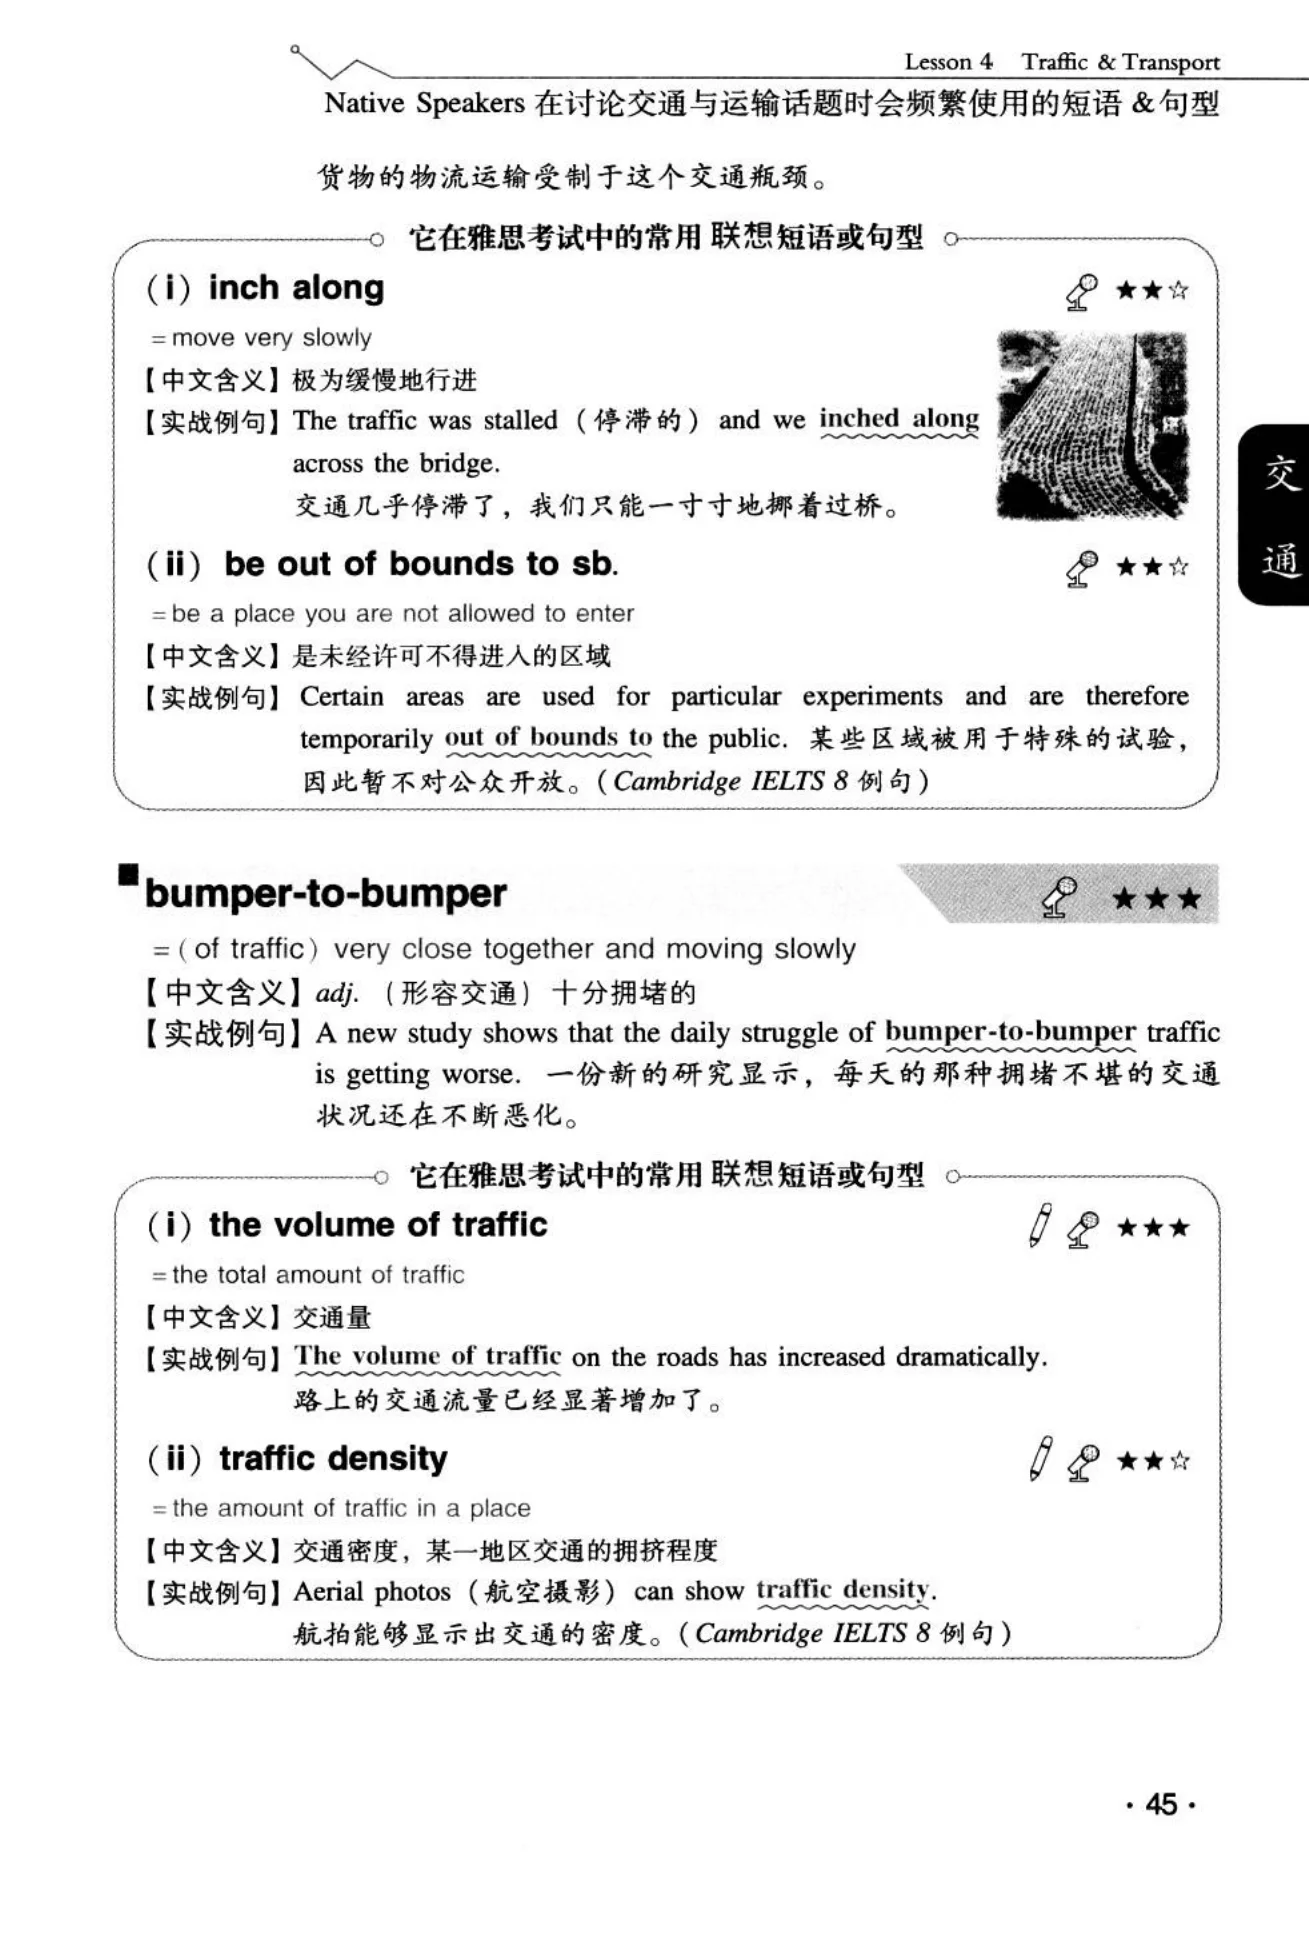 Lesson 4 Traffic & Transport
Native Speakers 在讨论交通与运输话题时会频繁使用的短语 &句型
货物的物流运输受制于这个交通瓶颈。
它在雅思考试中的常用 联想短语或句型
(i) inch along ★★☆
=move very slowly
【中文含义】极为缓慢地行进
【实战例句】The traffic was stalled (停滞的) and we inched along
across the bridge.
交通几乎停滞了，我们只能一寸寸地挪着过桥。
(ii) be out of bounds to sb. ★★☆
=be a place you are not allowed to enter
【中文含义】是未经许可不得进入的区域
【实战例句】Certain areas are used for particular experiments and are therefore
temporarily out of bounds to the public. 某些区域被用于特殊的试验，
因此暂不对公众开放。(Cambridge IELTS 8 例句)
交
通
■bumper-to-bumper ★★★
=(of traffic) very close together and moving slowly
【中文含义】adj. (形容交通) 十分拥堵的
【实战例句】A new study shows that the daily struggle of bumper-to-bumper traffic
is getting worse. 一份新的研究显示，每天的那种拥堵不堪的交通
状况还在不断恶化。
它在雅思考试中的常用 联想短语或句型
(i) the volume of traffic ★★★
=the total amount of traffic
【中文含义】交通量
【实战例句】The volume of traffic on the roads has increased dramatically.
路上的交通流量已经显著增加了。
(ii) traffic density ★★☆
=the amount of traffic in a place
【中文含义】交通密度，某一地区交通的拥挤程度
【实战例句】Aerial photos (航空摄影) can show traffic density.
航拍能够显示出交通的密度。(Cambridge IELTS 8 例句)
·45·